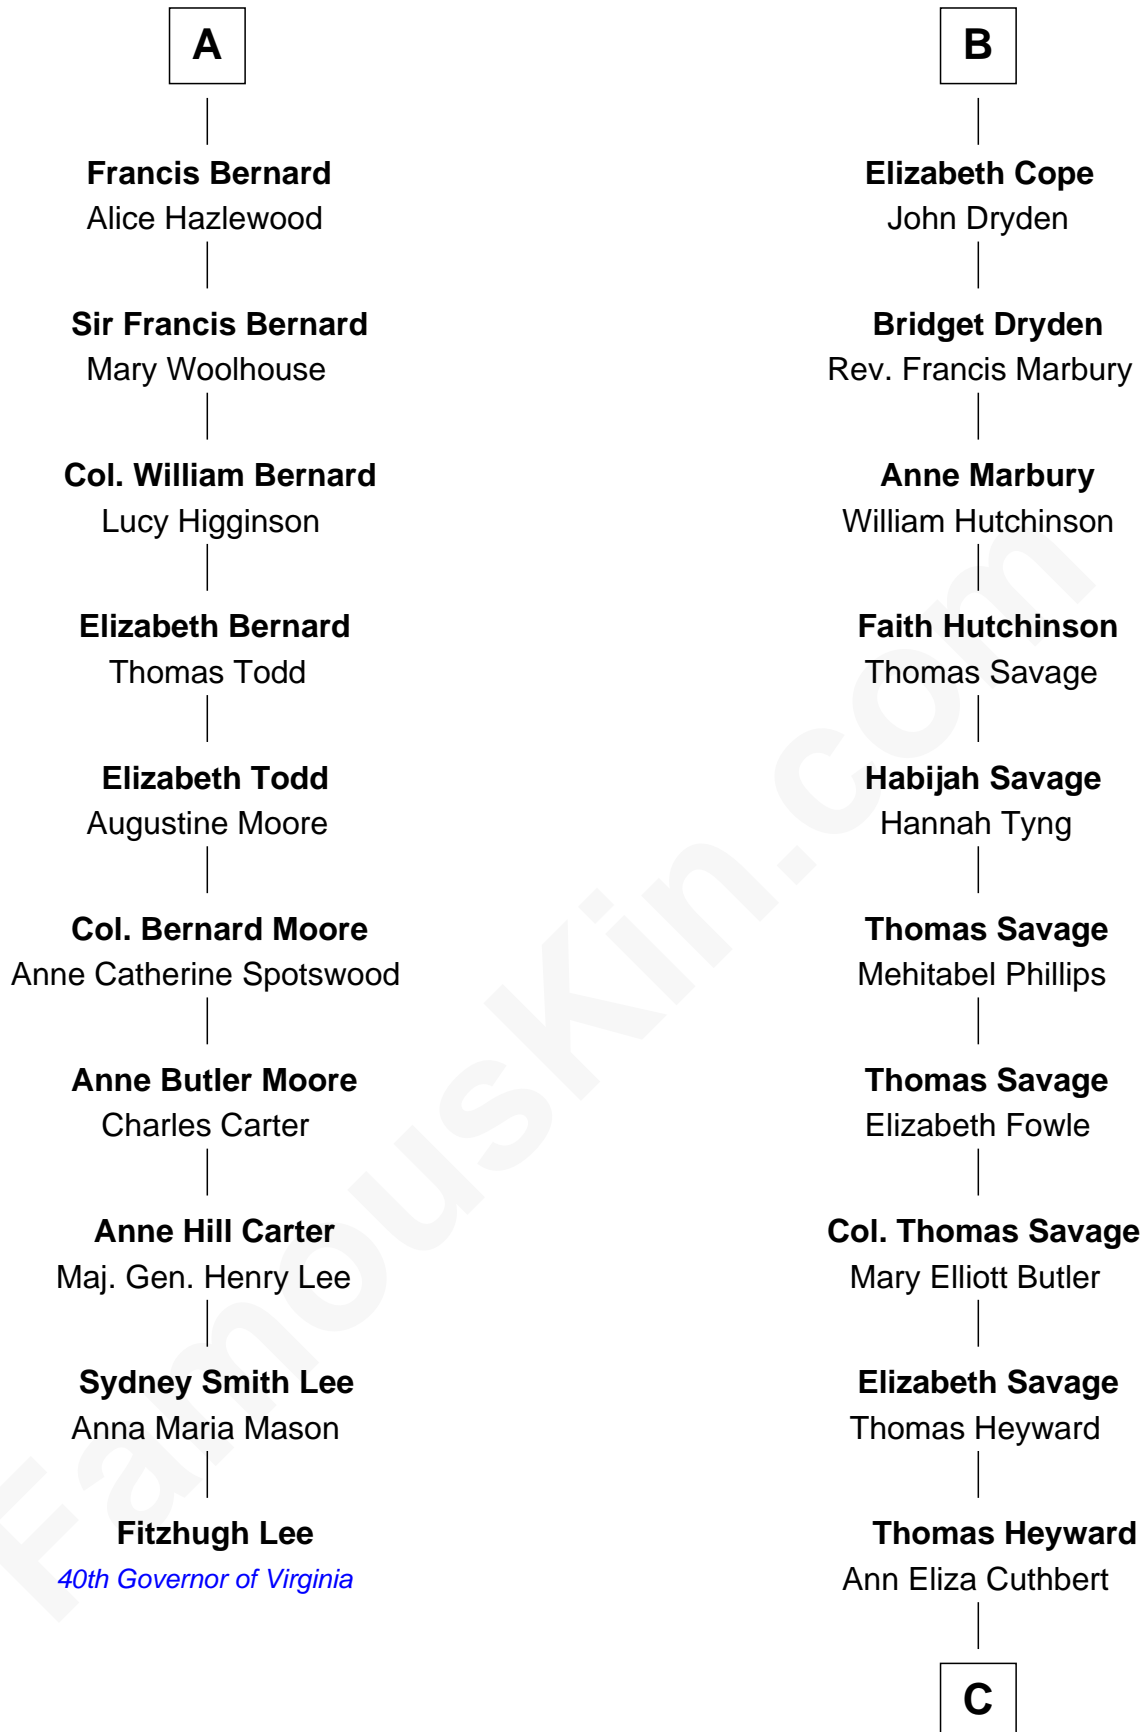 A
Francis Bernard
Alice Hazlewood
Sir Francis Bernard
Mary Woolhouse
Col. William Bernard
Lucy Higginson
Elizabeth Bernard
Thomas Todd
Elizabeth Todd
Augustine Moore
Col. Bernard Moore
Anne Catherine Spotswood
Anne Butler Moore
Charles Carter
Anne Hill Carter
Maj. Gen. Henry Lee
Sydney Smith Lee
Anna Maria Mason
Fitzhugh Lee
40th Governor of Virginia
B
Elizabeth Cope
John Dryden
Bridget Dryden
Rev. Francis Marbury
Anne Marbury
William Hutchinson
Faith Hutchinson
Thomas Savage
Habijah Savage
Hannah Tyng
Thomas Savage
Mehitabel Phillips
Thomas Savage
Elizabeth Fowle
Col. Thomas Savage
Mary Elliott Butler
Elizabeth Savage
Thomas Heyward
Thomas Heyward
Ann Eliza Cuthbert
C
FamousKin.com